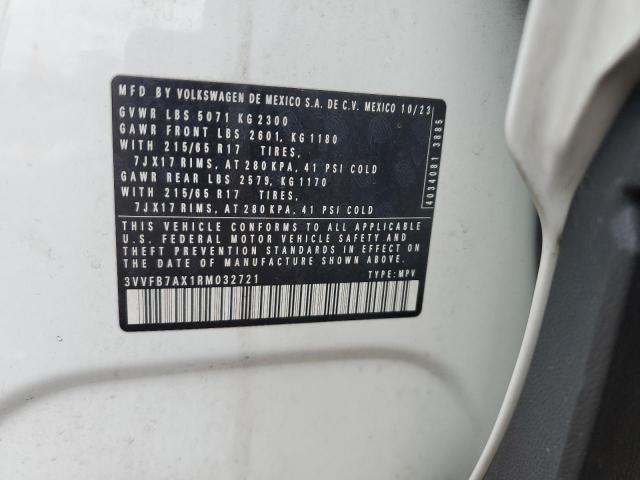 MFD BY VOLKSWAGEN DE MEXICO S.A. DE C.V. MEXICO 10/23
GVWR LBS 5071 KG 2300
GAWR FRONT LBS 2601, KG 1180
WITH 215/65 R17 TIRES,
7JX17 RIMS, AT 280 KPA, 41 PSI COLD
GAWR REAR LBS 2579, KG 1170
WITH 215/65 R17 TIRES,
7JX17 RIMS, AT 280 KPA, 41 PSI COLD
THIS VEHICLE CONFORMS TO ALL APPLICABLE
U.S. FEDERAL MOTOR VEHICLE SAFETY AND
THEFT PREVENTION STANDARDS IN EFFECT ON
THE DATE OF MANUFACTURE SHOWN ABOVE.
3VVFB7AX1RM032721 TYPE: MPV
4034081 3885